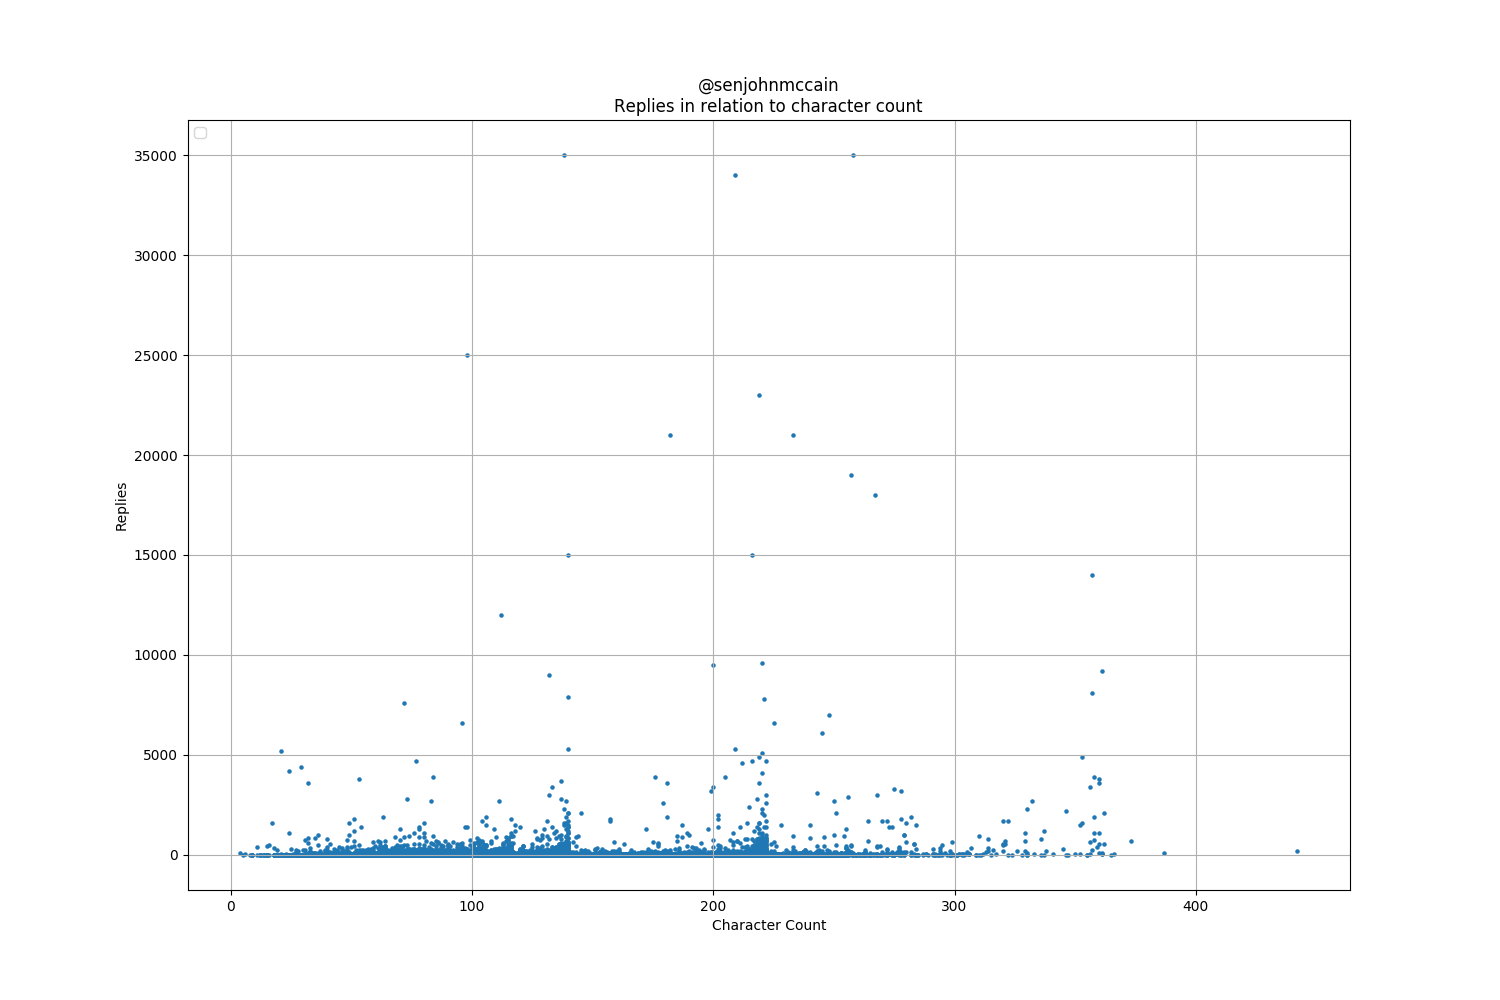 @senjohnmccain
Replies in relation to character count
35000
30000
25000
20000
15000
10000
5000
0
Replies
0 100 200 300 400
Character Count